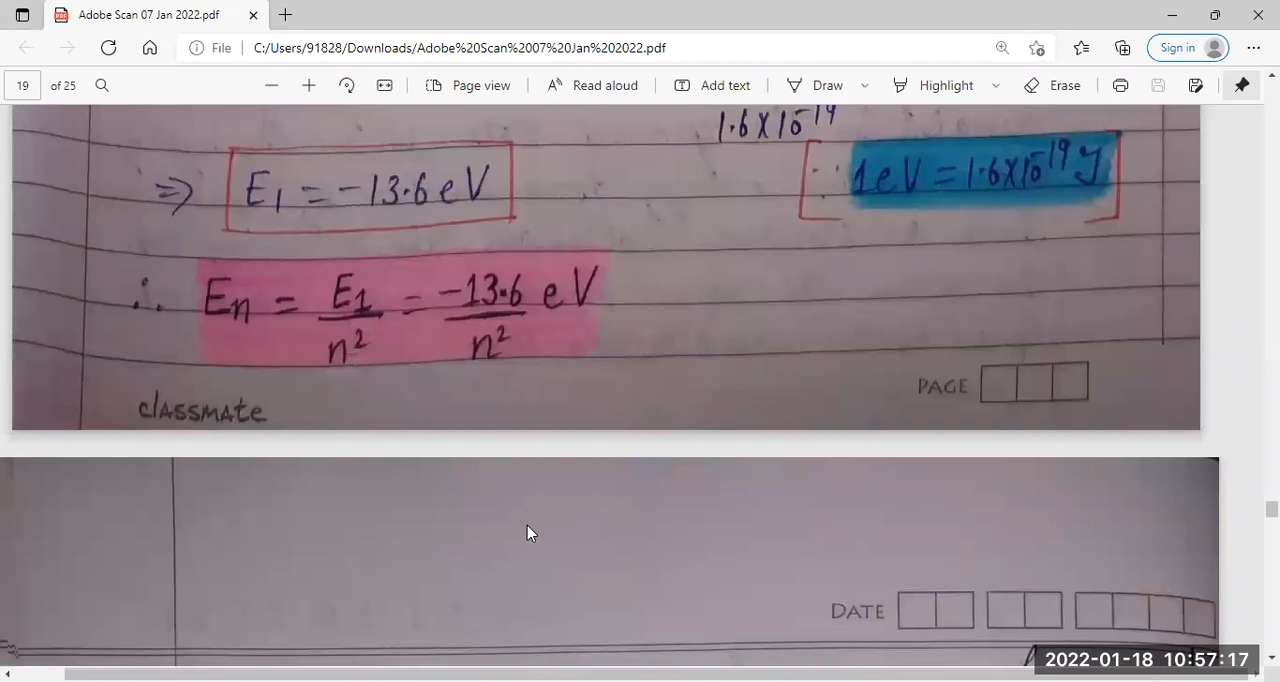 Adobe Scan 07 Jan 2022.pdf
File C:/Users/91828/Downloads/Adobe%20Scan%2007%20Jan%202022.pdf
Sign in
19 of 25 Page view Read aloud Add text Draw Highlight Erase
1.6X10¯¹⁹
⇒ E₁ = -13.6 eV [∵ 1eV = 1.6X10¯¹⁹ J]
∴ Eₙ = E₁/n² = -13.6/n² eV
PAGE
classmate
DATE
2022-01-18 10:57:17